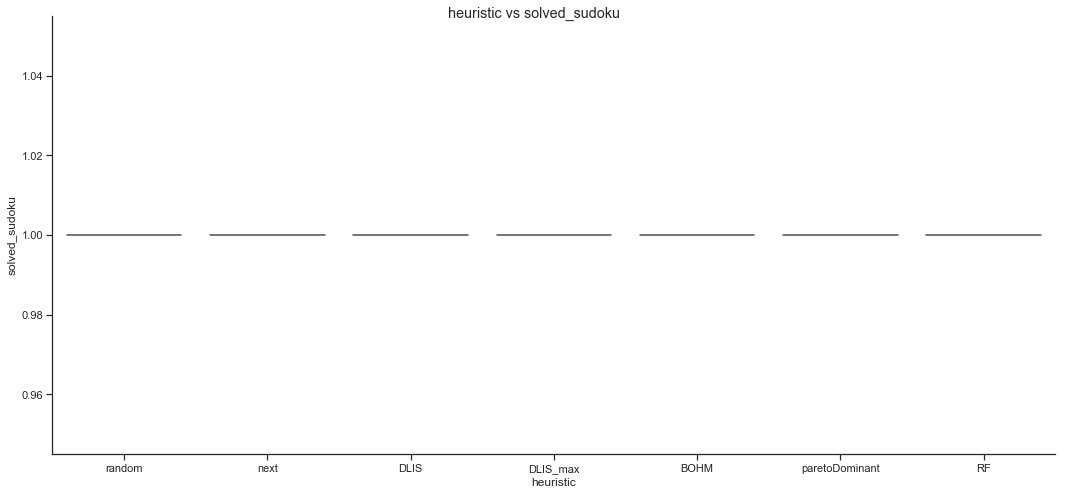 heuristic vs solved_sudoku
1.04
1.02
1.00
0.98
0.96
solved_sudoku
random next DLIS DLIS_max BOHM paretoDominant RF
heuristic